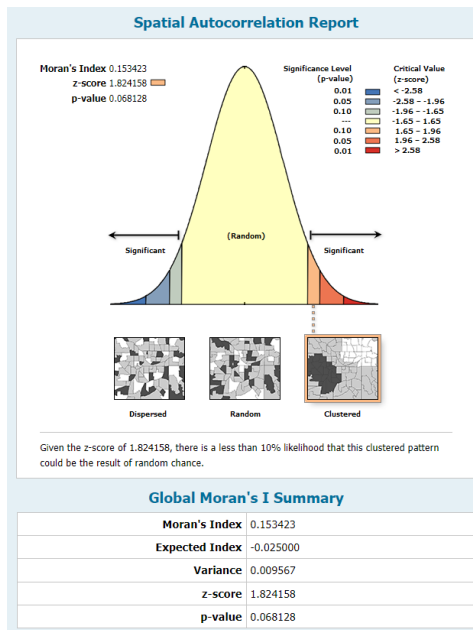 Spatial Autocorrelation Report
Moran's Index 0.153423
z-score 1.824158
p-value 0.068128
Significance Level
(p-value)
Critical Value
(z-score)
0.01 < -2.58
0.05 -2.58 – -1.96
0.10 -1.96 – -1.65
--- -1.65 – 1.65
0.10 1.65 – 1.96
0.05 1.96 – 2.58
0.01 > 2.58
(Random)
Significant
Significant
Dispersed
Random
Clustered
Given the z-score of 1.824158, there is a less than 10% likelihood that this clustered pattern
could be the result of random chance.
Global Moran's I Summary
Moran's Index 0.153423
Expected Index -0.025000
Variance 0.009567
z-score 1.824158
p-value 0.068128